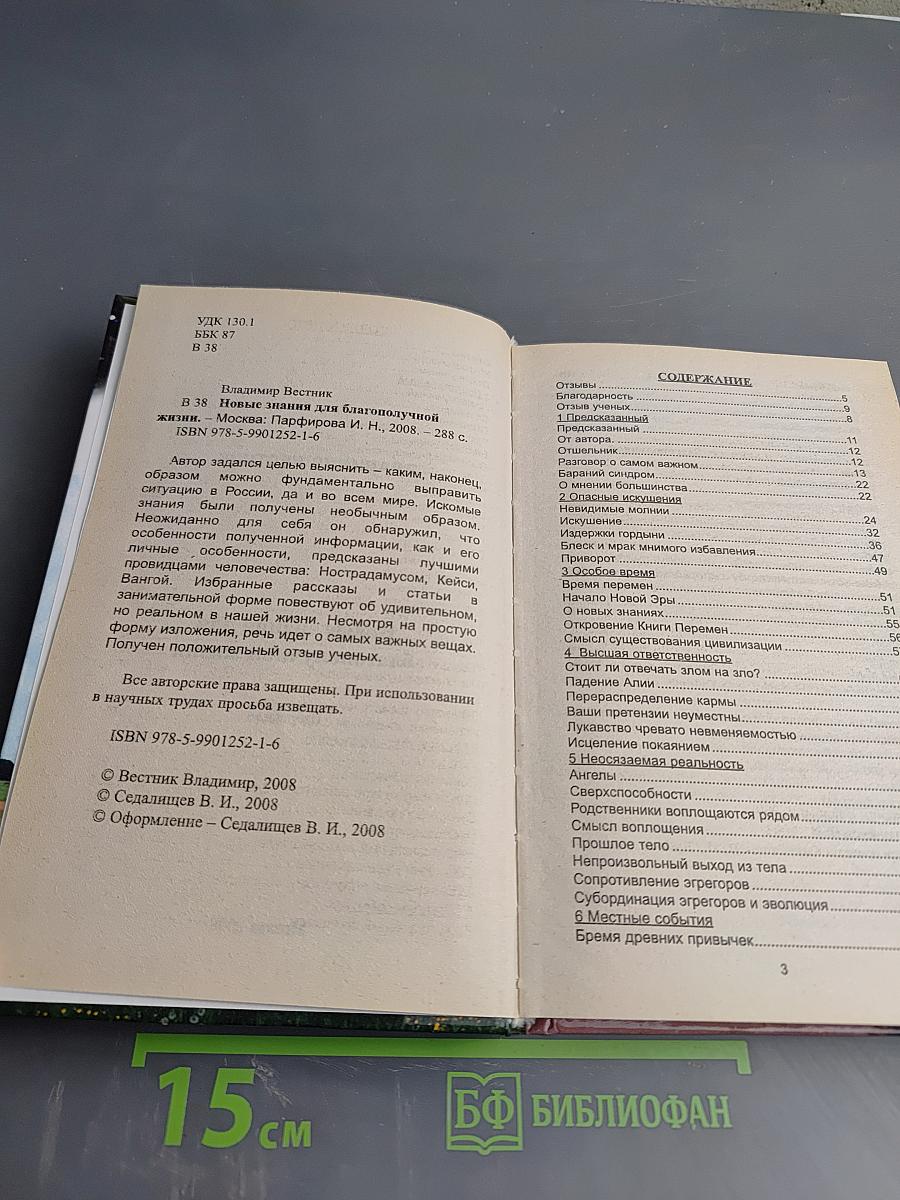 УДК 130.1
ББК 87
В 38
Владимир Вестник
В 38 Новые знания для благополучной
жизни. – Москва: Парфирова И. Н., 2008. – 288 с.
ISBN 978-5-9901252-1-6
Автор задался целью выяснить – каким, наконец,
образом можно фундаментально выправить
ситуацию в России, да и во всем мире. Искомые
знания были получены необычным образом.
Неожиданно для себя он обнаружил, что
особенности полученной информации, как и его
личные особенности, предсказаны лучшими
провидцами человечества: Нострадамусом, Кейси,
Вангой. Избранные рассказы и статьи в
занимательной форме повествуют об удивительном,
но реальном в нашей жизни. Несмотря на простую
форму изложения, речь идет о самых важных вещах.
Получен положительный отзыв ученых.
Все авторские права защищены. При использовании
в научных трудах просьба извещать.
ISBN 978-5-9901252-1-6
© Вестник Владимир, 2008
© Седалищев В. И., 2008
© Оформление – Седалищев В. И., 2008
СОДЕРЖАНИЕ
Отзывы
Благодарность 5
Отзыв ученых 9
1 Предсказанный 8
Предсказанный
От автора. 11
Отшельник 12
Разговор о самом важном 12
Бараний синдром 13
О мнении большинства 22
2 Опасные искушения 22
Невидимые молнии
Искушение 24
Издержки гордыни 32
Блеск и мрак мнимого избавления 36
Приворот 47
3 Особое время 49
Время перемен
Начало Новой Эры 51
О новых знаниях 51
Откровение Книги Перемен 55
Смысл существования цивилизации 56
4 Высшая ответственность
Стоит ли отвечать злом на зло?
Падение Алии
Перераспределение кармы
Ваши претензии неуместны
Лукавство чревато невменяемостью
Исцеление покаянием
5 Неосязаемая реальность
Ангелы
Сверхспособности
Родственники воплощаются рядом
Смысл воплощения
Прошлое тело
Непроизвольный выход из тела
Сопротивление эгрегоров
Субординация эгрегоров и эволюция
6 Местные события
Бремя древних привычек
3
15 см
БФ БИБЛИОФАН